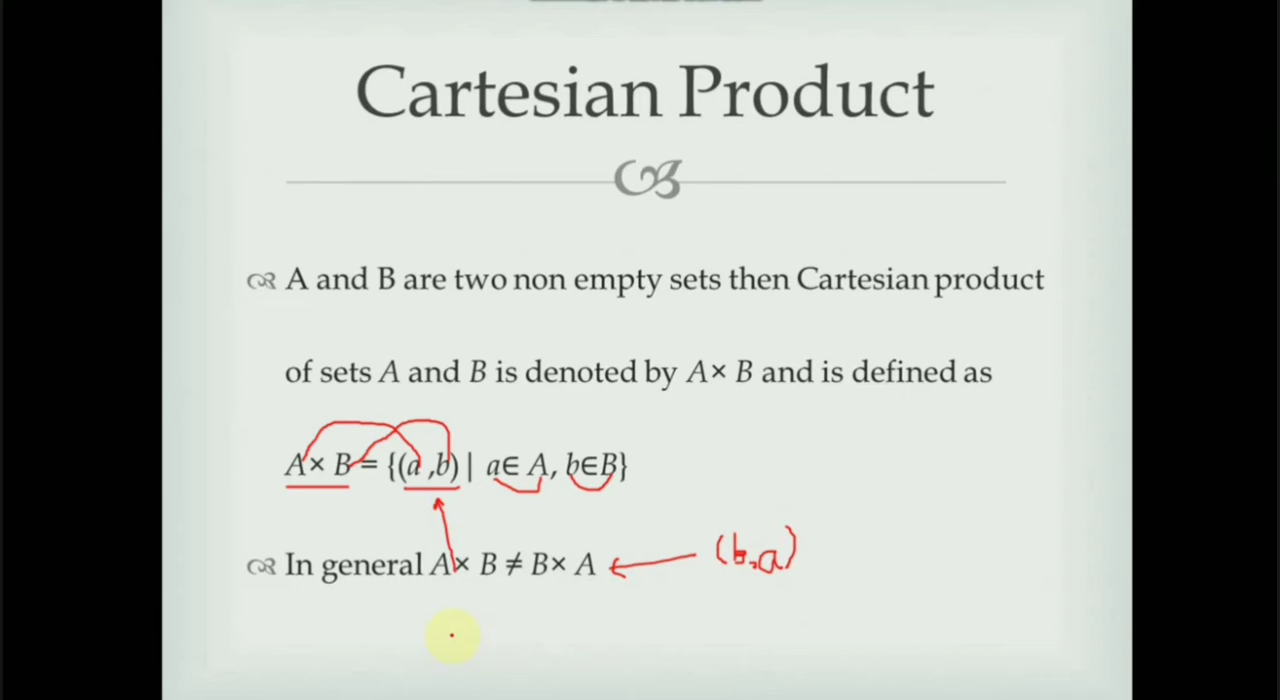 Cartesian Product
A and B are two non empty sets then Cartesian product
of sets A and B is denoted by A× B and is defined as
A× B = {(a ,b) | a∈ A, b∈B}
In general A× B ≠ B× A
(b,a)